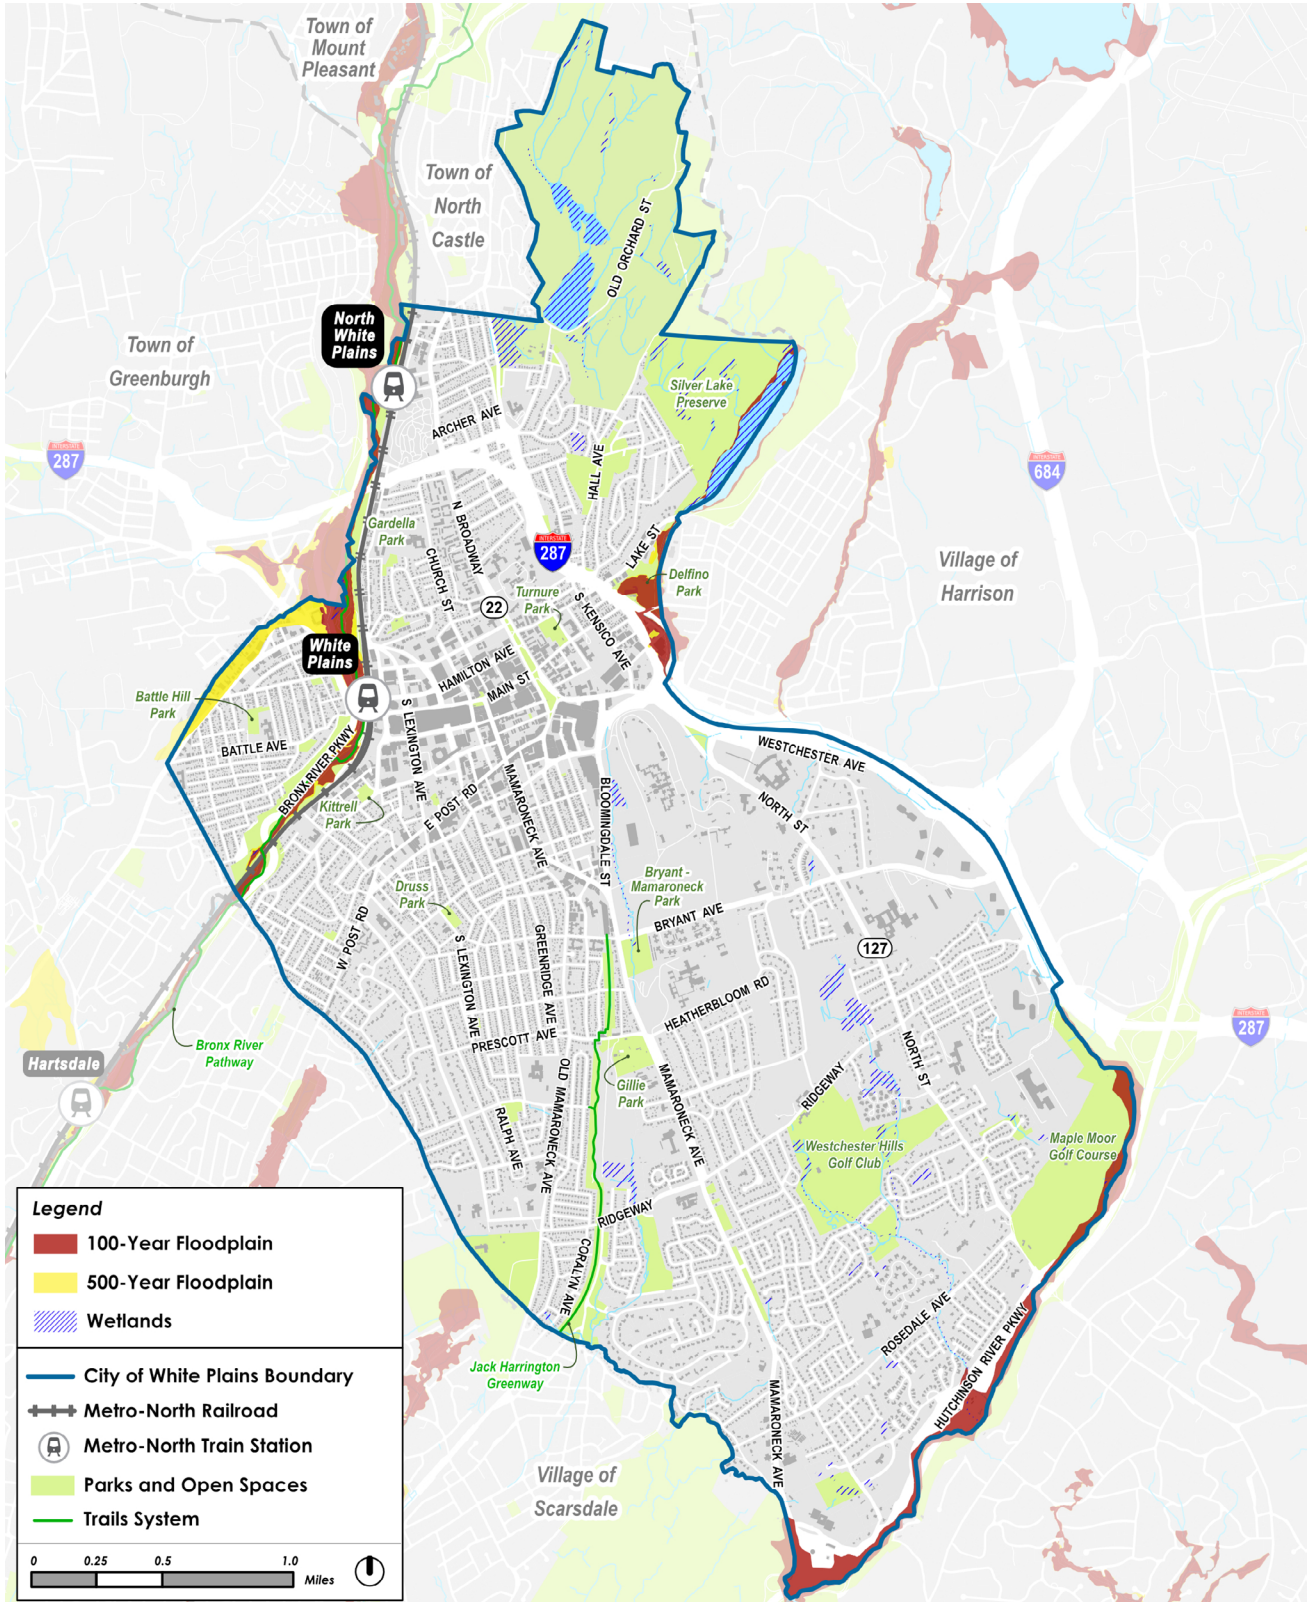 Town of
Mount
Pleasant
Town of
North
Castle
OLD ORCHARD ST
North
White
Plains
Town of
Greenburgh
Silver Lake
Preserve
ARCHER AVE
INTERSTATE
287
HALL AVE
INTERSTATE
684
N BROADWAY
Gardella
Park
CHURCH ST
INTERSTATE
287
LAKE ST
Village of
Harrison
Delfino
Park
Turnure
Park
22
S KENSICO AVE
White
Plains
HAMILTON AVE
MAIN ST
Battle Hill
Park
BATTLE AVE
S LEXINGTON AVE
BRONX RIVER PKWY
WESTCHESTER AVE
Kittrell
Park
E POST RD
MAMARONECK AVE
BLOOMINGDALE ST
NORTH ST
Bryant -
Mamaroneck
Park
Druss
Park
BRYANT AVE
W POST RD
127
S LEXINGTON AVE
GREENRIDGE AVE
HEATHERBLOOM RD
INTERSTATE
287
Bronx River
Pathway
PRESCOTT AVE
NORTH ST
Hartsdale
OLD MAMARONECK AVE
Gillie
Park
MAMARONECK AVE
RIDGEWAY
RALPH AVE
Westchester Hills
Golf Club
Maple Moor
Golf Course
RIDGEWAY
CORALYN AVE
ROSEDALE AVE
HUTCHINSON RIVER PKWY
Jack Harrington
Greenway
MAMARONECK AVE
Village of
Scarsdale
Legend
100-Year Floodplain
500-Year Floodplain
Wetlands
City of White Plains Boundary
Metro-North Railroad
Metro-North Train Station
Parks and Open Spaces
Trails System
0 0.25 0.5 1.0
Miles